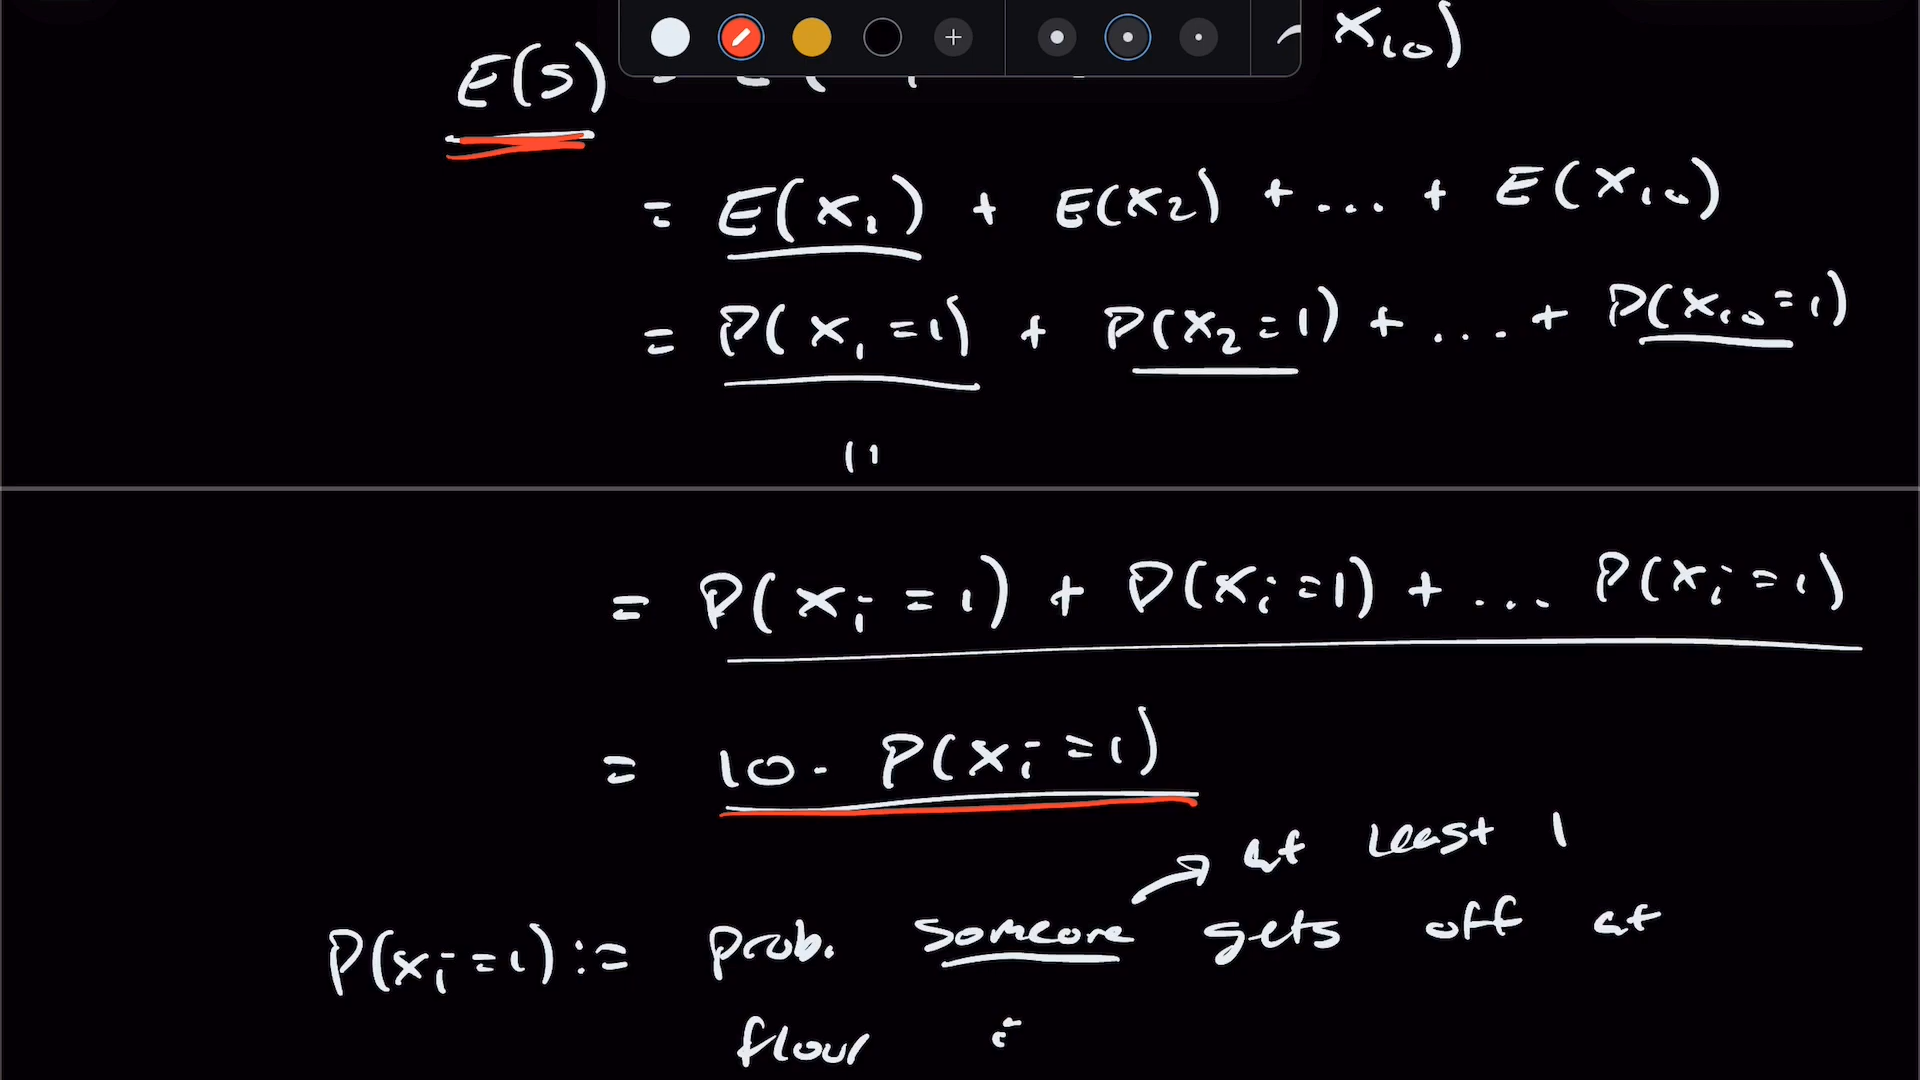 E(S) = E( X₁₀)
= E(X₁) + E(X₂) + ... + E(X₁₀)
= P(X₁=1) + P(X₂=1) + ... + P(X₁₀=1)
= P(Xᵢ=1) + P(Xᵢ=1) + ... P(Xᵢ=1)
= 10 · P(Xᵢ=1)
at least 1
P(Xᵢ=1) := prob. someone gets off at
flour i